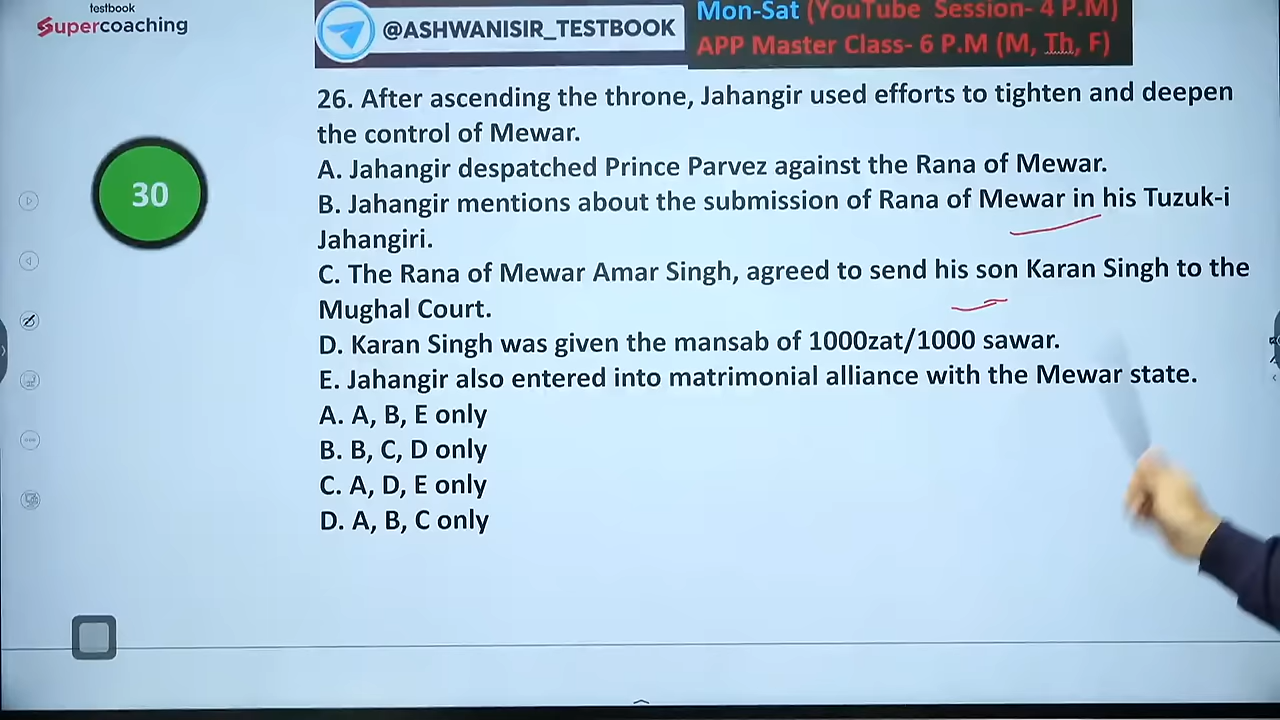 testbook
Supercoaching
@ASHWANISIR_TESTBOOK
Mon-Sat (YouTube Session- 4 P.M)
APP Master Class- 6 P.M (M, Th, F)
30
26. After ascending the throne, Jahangir used efforts to tighten and deepen
the control of Mewar.
A. Jahangir despatched Prince Parvez against the Rana of Mewar.
B. Jahangir mentions about the submission of Rana of Mewar in his Tuzuk-i
Jahangiri.
C. The Rana of Mewar Amar Singh, agreed to send his son Karan Singh to the
Mughal Court.
D. Karan Singh was given the mansab of 1000zat/1000 sawar.
E. Jahangir also entered into matrimonial alliance with the Mewar state.
A. A, B, E only
B. B, C, D only
C. A, D, E only
D. A, B, C only